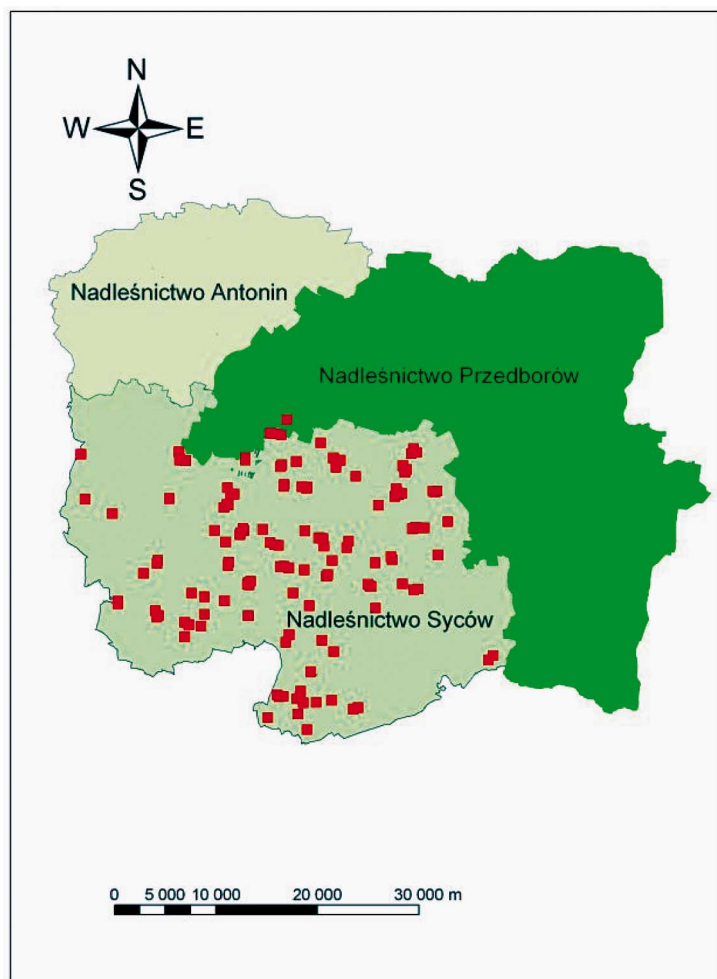 N
W E
S
Nadleśnictwo Antonin
Nadleśnictwo Przedborów
Nadleśnictwo Syców
0 5 000 10 000 20 000 30 000 m